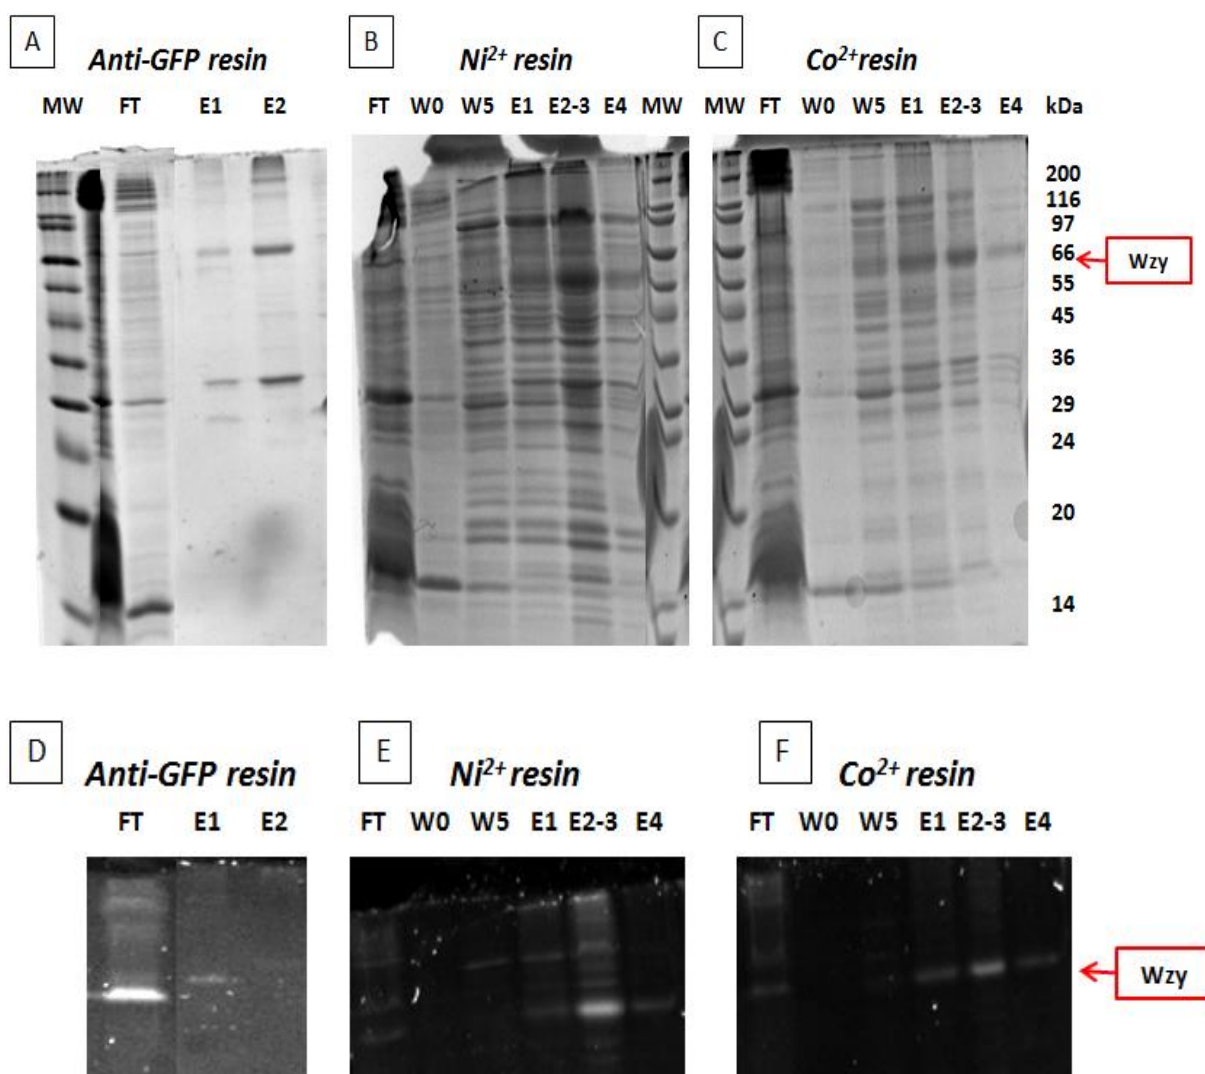 A
Anti-GFP resin
MW FT E1 E2
B
Ni2+ resin
FT W0 W5 E1 E2-3 E4 MW
C
Co2+resin
MW FT W0 W5 E1 E2-3 E4 kDa
200
116
97
66
Wzy
55
45
36
29
24
20
14
D
Anti-GFP resin
FT E1 E2
E
Ni2+ resin
FT W0 W5 E1 E2-3 E4
F
Co2+ resin
FT W0 W5 E1 E2-3 E4
Wzy